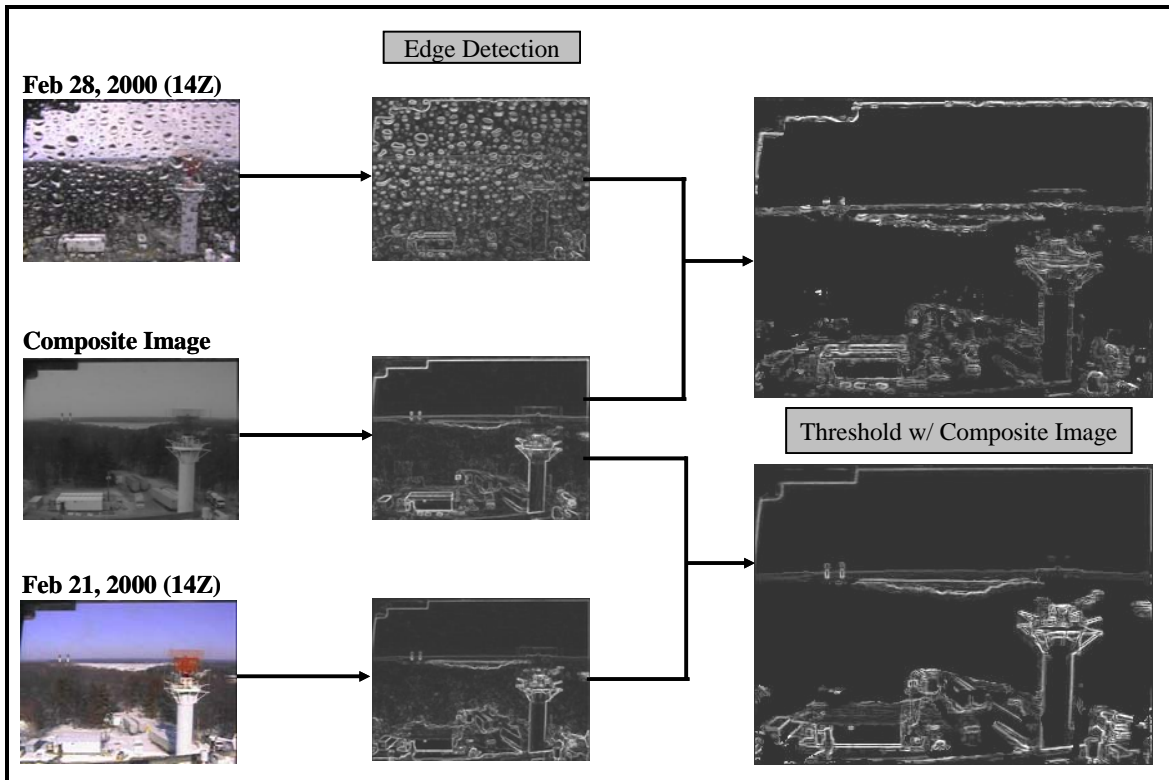 Edge Detection
Feb 28, 2000 (14Z)
Composite Image
Threshold w/ Composite Image
Feb 21, 2000 (14Z)